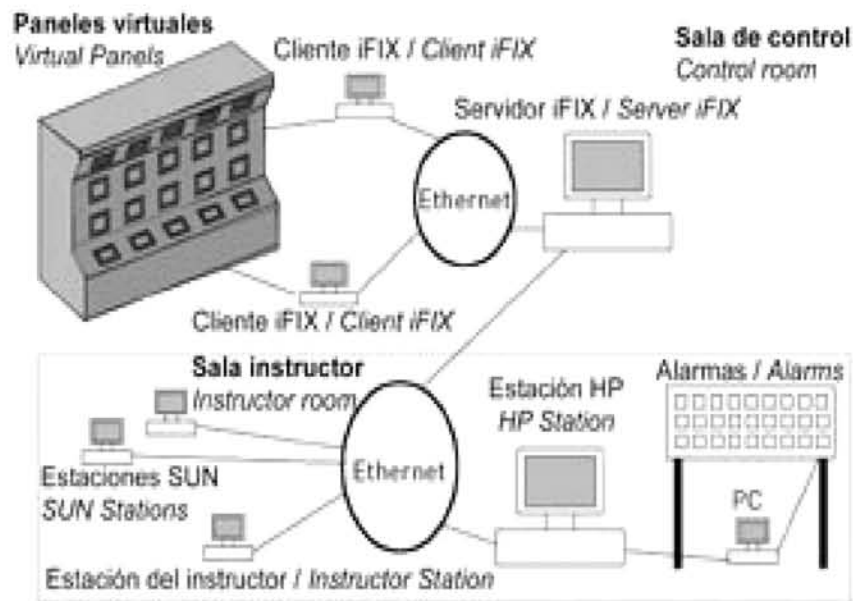 Paneles virtuales
Virtual Panels
Cliente iFIX / Client iFIX
Sala de control
Control room
Servidor iFIX / Server iFIX
Ethernet
Cliente iFIX / Client iFIX
Sala instructor
Instructor room
Estación HP
HP Station
Alarmas / Alarms
Ethernet
Estaciones SUN
SUN Stations
PC
Estación del instructor / Instructor Station